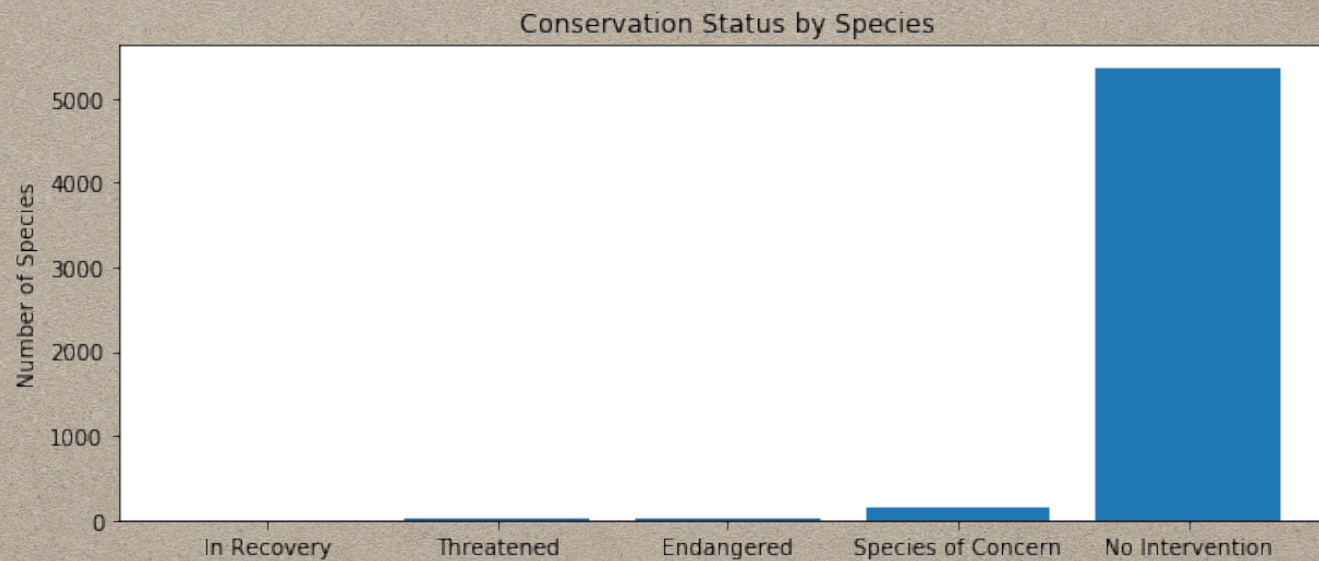 Conservation Status by Species
Number of Species
5000
4000
3000
2000
1000
0
In Recovery Threatened Endangered Species of Concern No Intervention